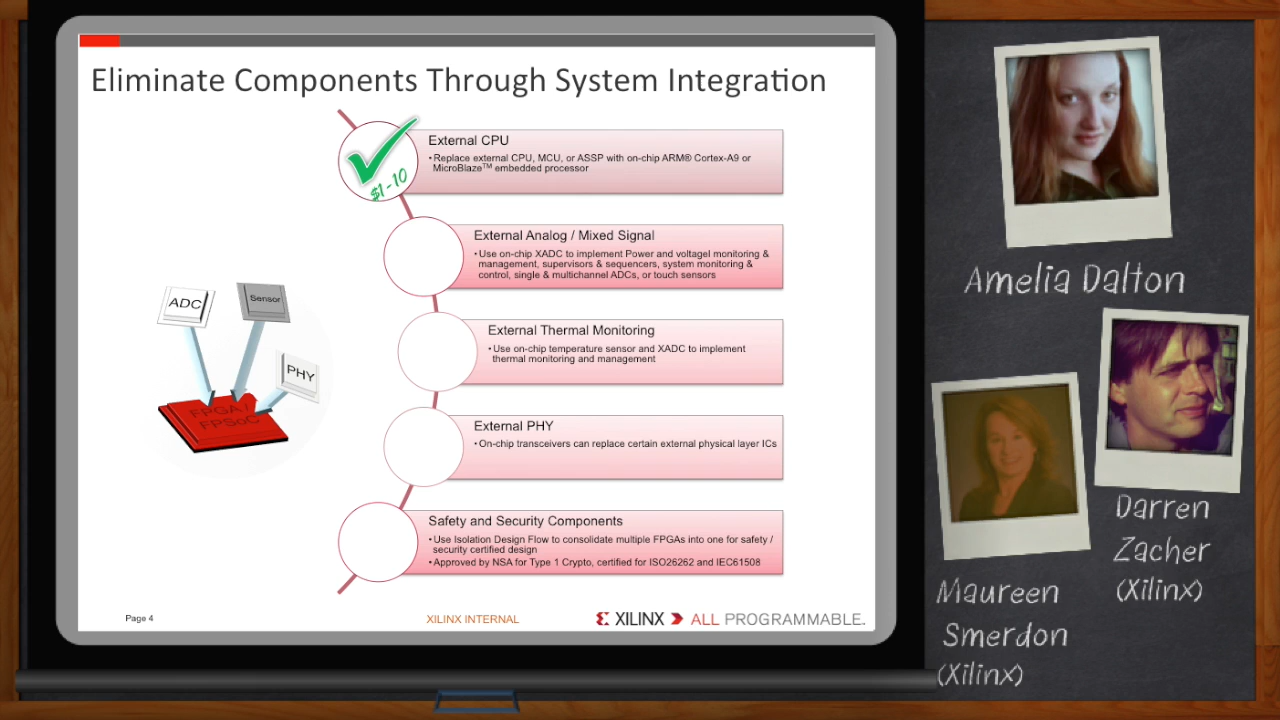 Eliminate Components Through System Integration
External CPU
•Replace external CPU, MCU, or ASSP with on-chip ARM® Cortex-A9 or
MicroBlaze™ embedded processor
$1-10
External Analog / Mixed Signal
•Use on-chip XADC to implement Power and voltagel monitoring &
management, supervisors & sequencers, system monitoring &
control, single & multichannel ADCs, or touch sensors
External Thermal Monitoring
•Use on-chip temperature sensor and XADC to implement
thermal monitoring and management
External PHY
•On-chip transceivers can replace certain external physical layer ICs
Safety and Security Components
•Use Isolation Design Flow to consolidate multiple FPGAs into one for safety /
security certified design
•Approved by NSA for Type 1 Crypto, certified for ISO26262 and IEC61508
ADC
Sensor
PHY
FPGA /
FPSoC
Page 4
XILINX INTERNAL
XILINX ALL PROGRAMMABLE.
Amelia Dalton
Darren
Zacher
(Xilinx)
Maureen
Smerdon
(Xilinx)